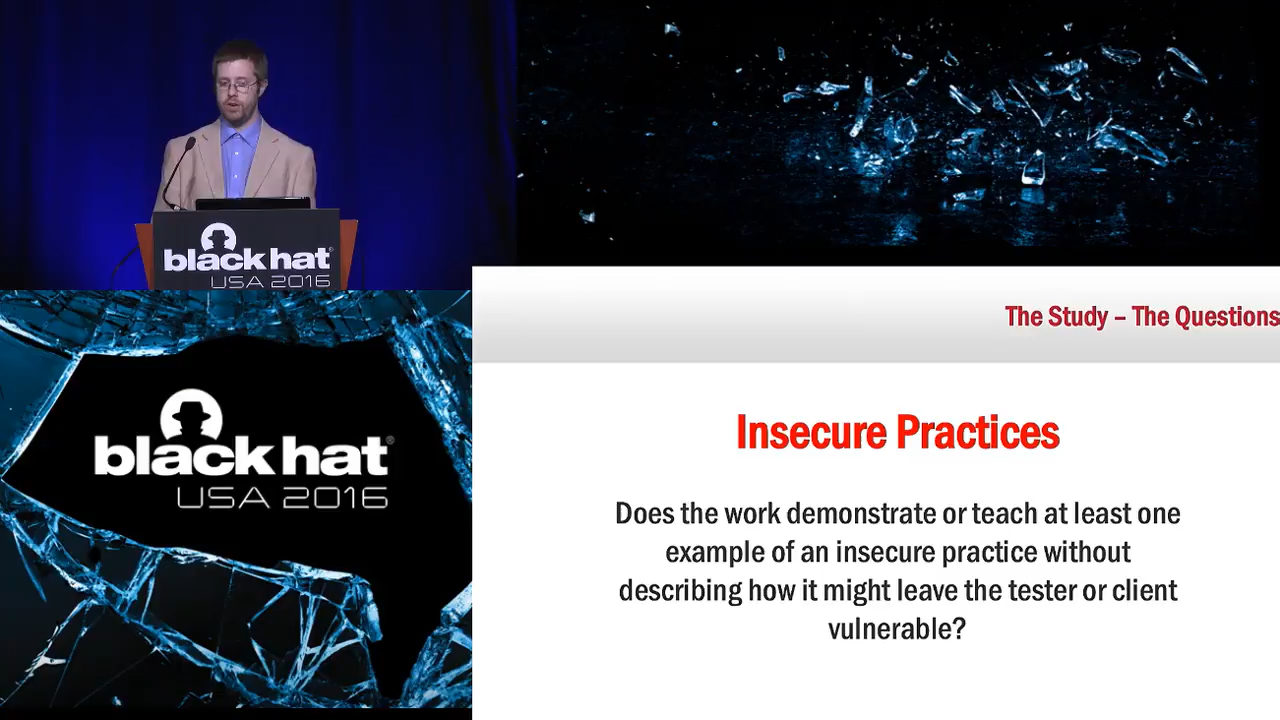 black hat®
USA 2016
black hat®
USA 2016
The Study – The Questions
Insecure Practices
Does the work demonstrate or teach at least one
example of an insecure practice without
describing how it might leave the tester or client
vulnerable?